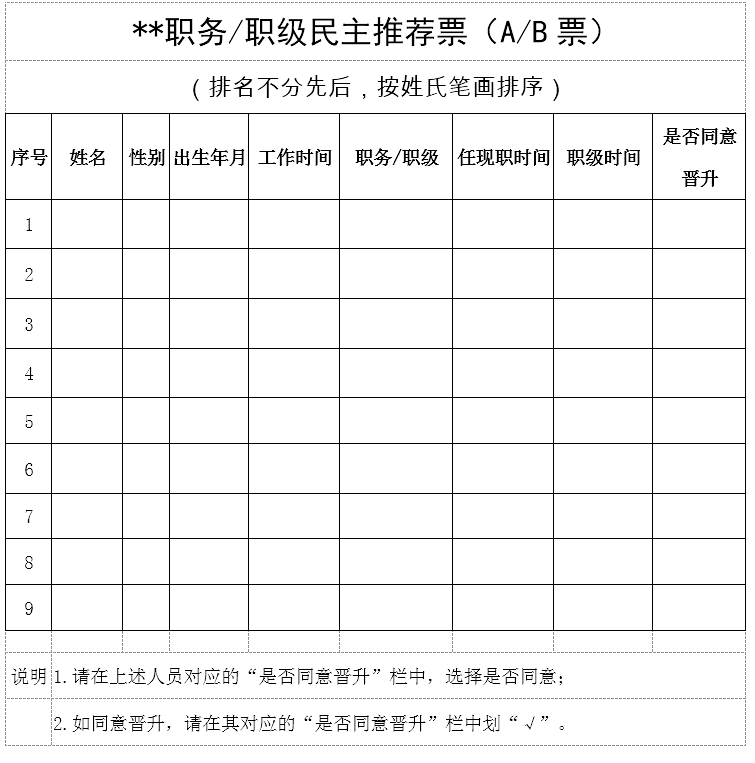 **职务/职级民主推荐票（A/B 票）
（排名不分先后，按姓氏笔画排序）
序号 姓名 性别 出生年月 工作时间 职务/职级 任现职时间 职级时间 是否同意
晋升
1
2
3
4
5
6
7
8
9
说明 1.请在上述人员对应的“是否同意晋升”栏中，选择是否同意；
2.如同意晋升，请在其对应的“是否同意晋升”栏中划“√”。